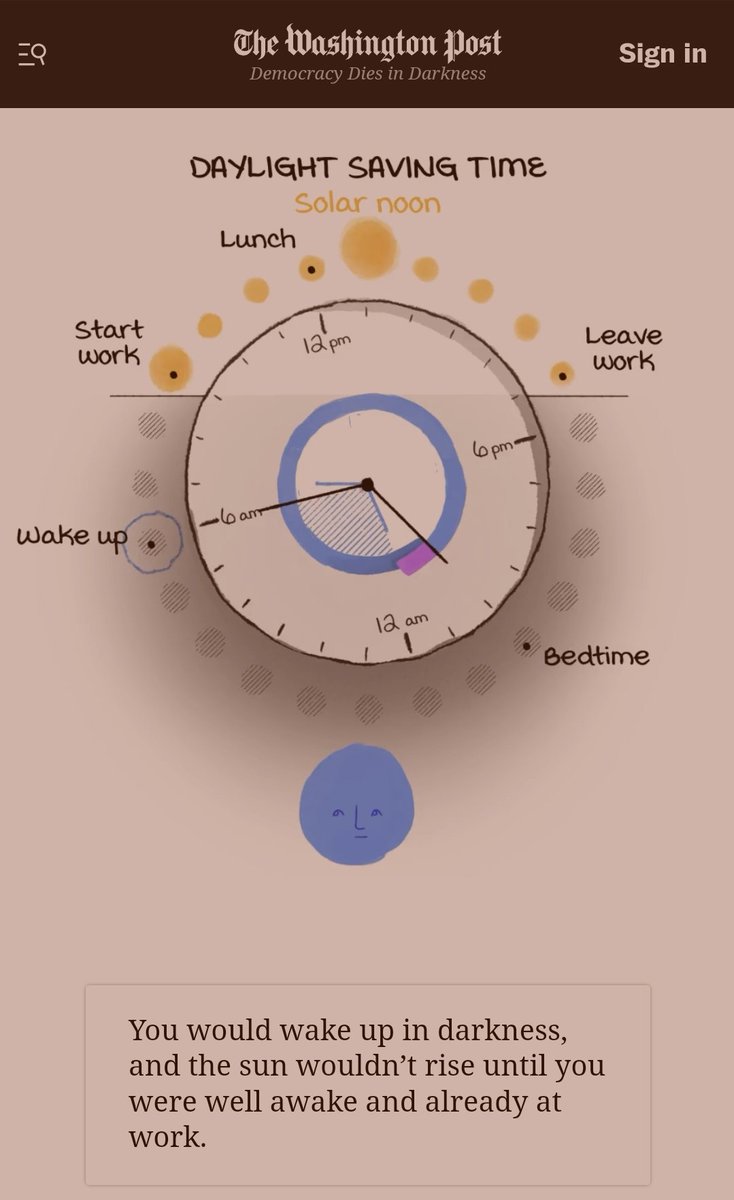 The Washington Post
Democracy Dies in Darkness
Sign in
DAYLIGHT SAVING TIME
Solar noon
Lunch
Start
work
Leave
work
12 pm
6 pm
6 am
Wake up
12 am
Bedtime
You would wake up in darkness,
and the sun wouldn’t rise until you
were well awake and already at
work.